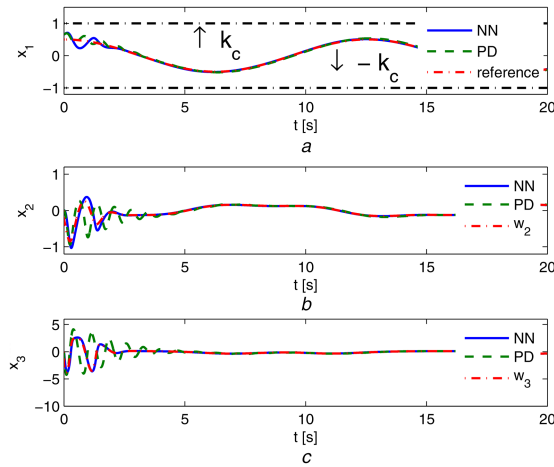 x1
1
0
−1
↑ kc
↓ − kc
NN
PD
reference
0 5 10 15 20
t [s]
a
x2
1
0
−1
NN
PD
w2
0 5 10 15 20
t [s]
b
x3
5
0
−5
−10
NN
PD
w3
0 5 10 15 20
t [s]
c